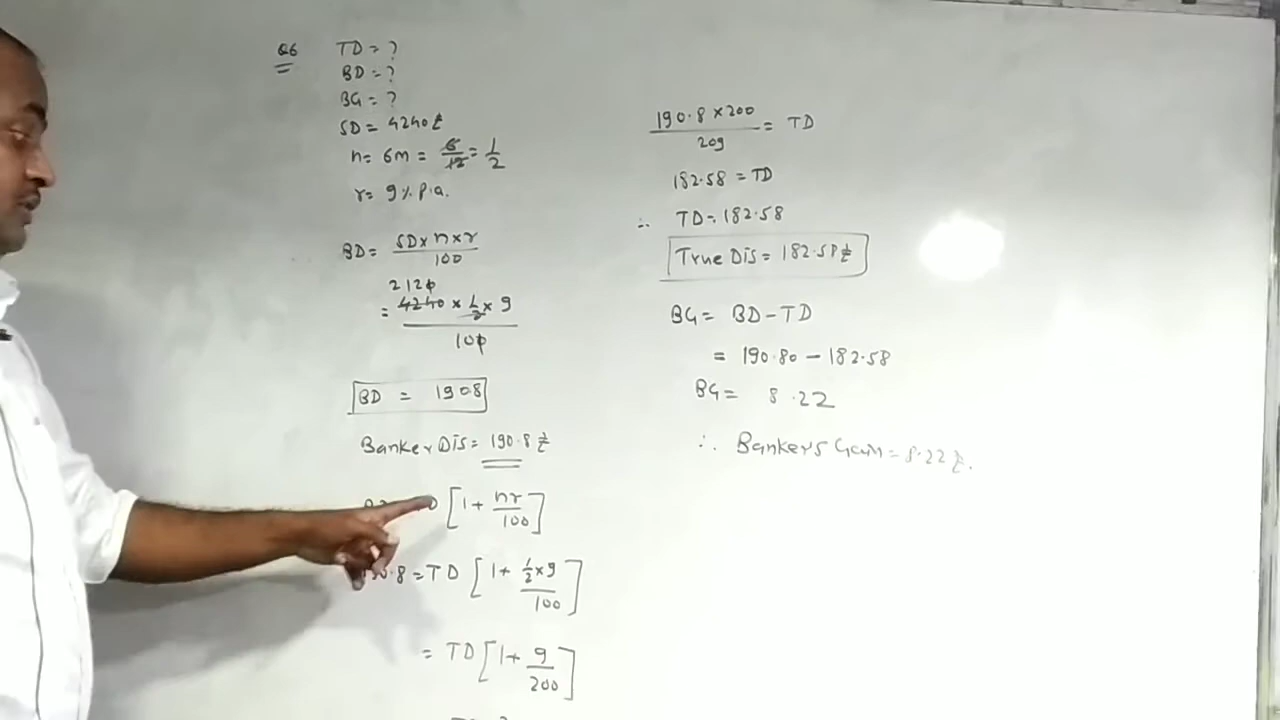 Q6 TD = ?
BD = ?
BG = ?
SD = 4240 ₹
n = 6m = 6/12 = 1/2
r = 9 % p.a.
BD = SD × n × r / 100
2120
= 4240 × 1/2 × 9 / 100
BD = 190.8
Banker Dis = 190.8 ₹
[1 + nr/100]
= TD [1 + 1/2 × 9 / 100]
= TD [1 + 9/200]
190.8 × 200 / 209 = TD
182.58 = TD
∴ TD = 182.58
True Dis = 182.58 ₹
BG = BD - TD
= 190.80 - 182.58
BG = 8.22
∴ Bankers Gain = 8.22 ₹.